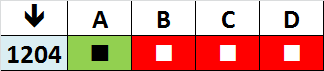 🡳 A B C D
1204 ■ ■ ■ ■